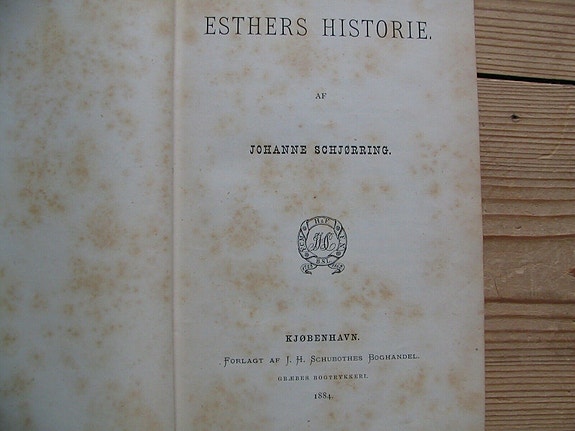 ESTHERS HISTORIE.
AF
JOHANNE SCHJØRRING.
KJØBENHAVN.
FORLAGT AF J. H. SCHUBOTHES BOGHANDEL.
GRÆBES BOGTRYKKERI.
1884.